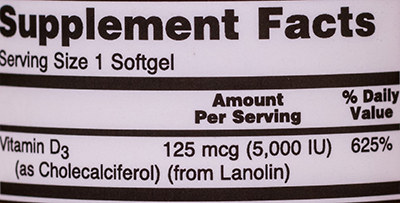 Supplement Facts
Serving Size 1 Softgel
Amount Per Serving
% Daily Value
Vitamin D3 125 mcg (5,000 IU) 625%
(as Cholecalciferol) (from Lanolin)